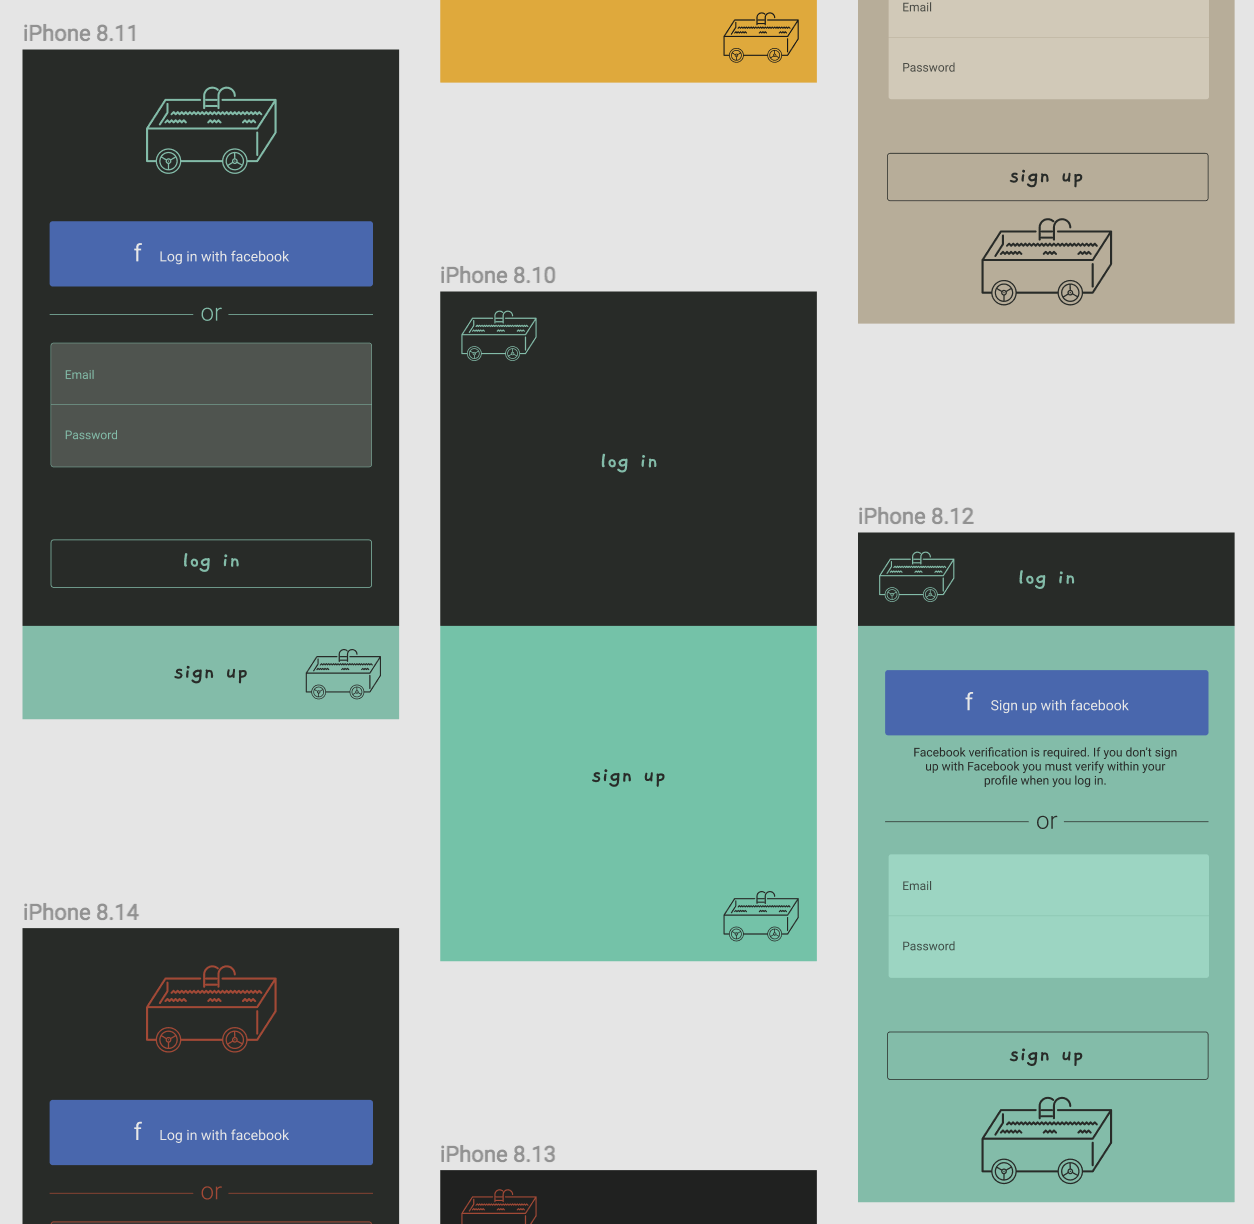 iPhone 8.11
f Log in with facebook
or
Email
Password
log in
sign up
iPhone 8.14
f Log in with facebook
or
iPhone 8.10
log in
sign up
iPhone 8.13
Email
Password
sign up
iPhone 8.12
log in
f Sign up with facebook
Facebook verification is required. If you don't sign
up with Facebook you must verify within your
profile when you log in.
or
Email
Password
sign up